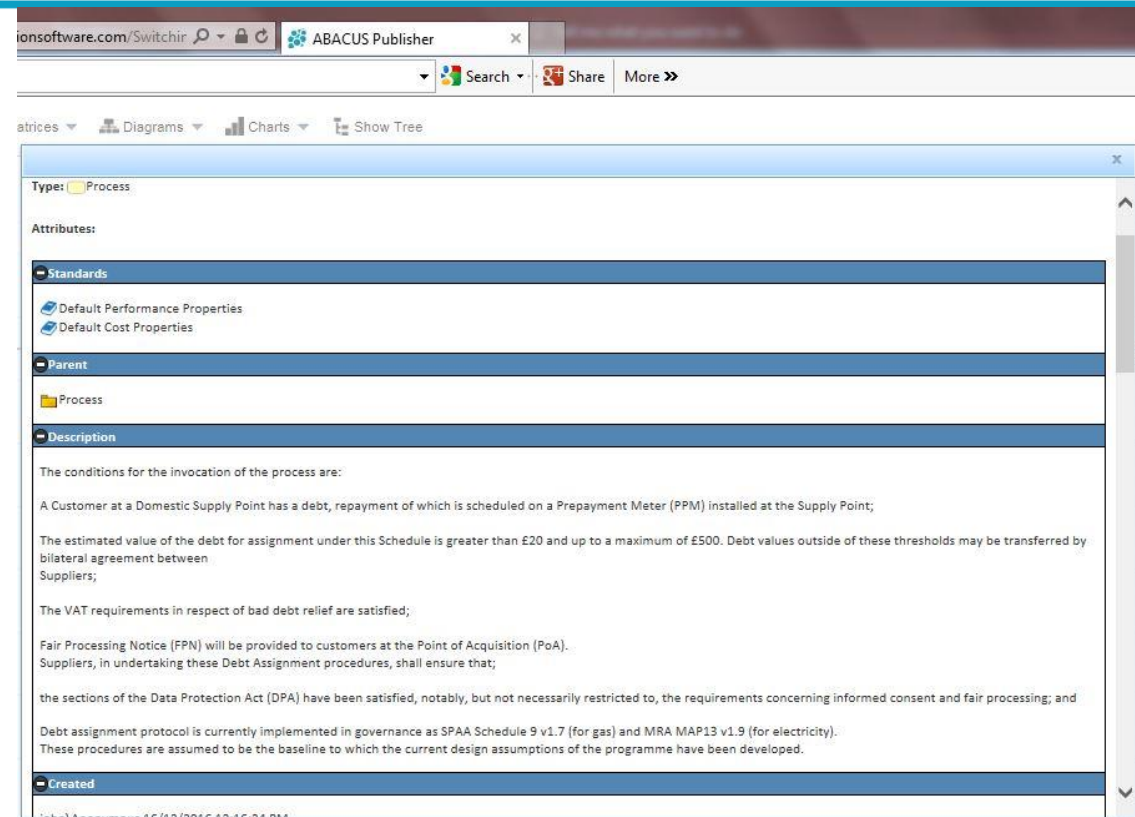 ionsoftware.com/Switchir
ABACUS Publisher
Search Share More »
atrices Diagrams Charts Show Tree
Type: Process
Attributes:
Standards
Default Performance Properties
Default Cost Properties
Parent
Process
Description
The conditions for the invocation of the process are:
A Customer at a Domestic Supply Point has a debt, repayment of which is scheduled on a Prepayment Meter (PPM) installed at the Supply Point;
The estimated value of the debt for assignment under this Schedule is greater than £20 and up to a maximum of £500. Debt values outside of these thresholds may be transferred by
bilateral agreement between
Suppliers;
The VAT requirements in respect of bad debt relief are satisfied;
Fair Processing Notice (FPN) will be provided to customers at the Point of Acquisition (PoA).
Suppliers, in undertaking these Debt Assignment procedures, shall ensure that;
the sections of the Data Protection Act (DPA) have been satisfied, notably, but not necessarily restricted to, the requirements concerning informed consent and fair processing; and
Debt assignment protocol is currently implemented in governance as SPAA Schedule 9 v1.7 (for gas) and MRA MAP13 v1.9 (for electricity).
These procedures are assumed to be the baseline to which the current design assumptions of the programme have been developed.
Created